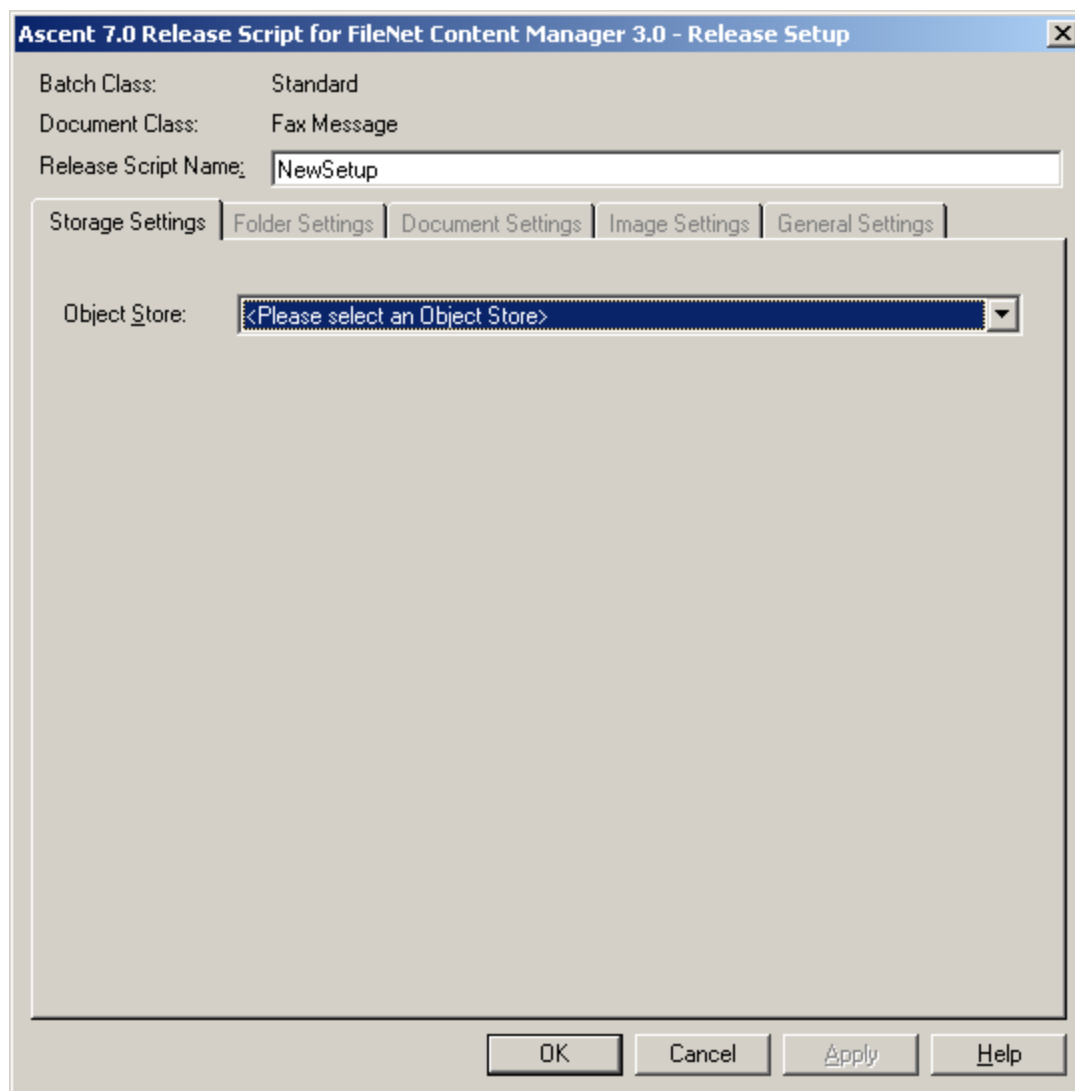 Ascent 7.0 Release Script for FileNet Content Manager 3.0 - Release Setup
Batch Class: Standard
Document Class: Fax Message
Release Script Name: NewSetup
Storage Settings Folder Settings Document Settings Image Settings General Settings
Object Store: <Please select an Object Store>
OK Cancel Apply Help